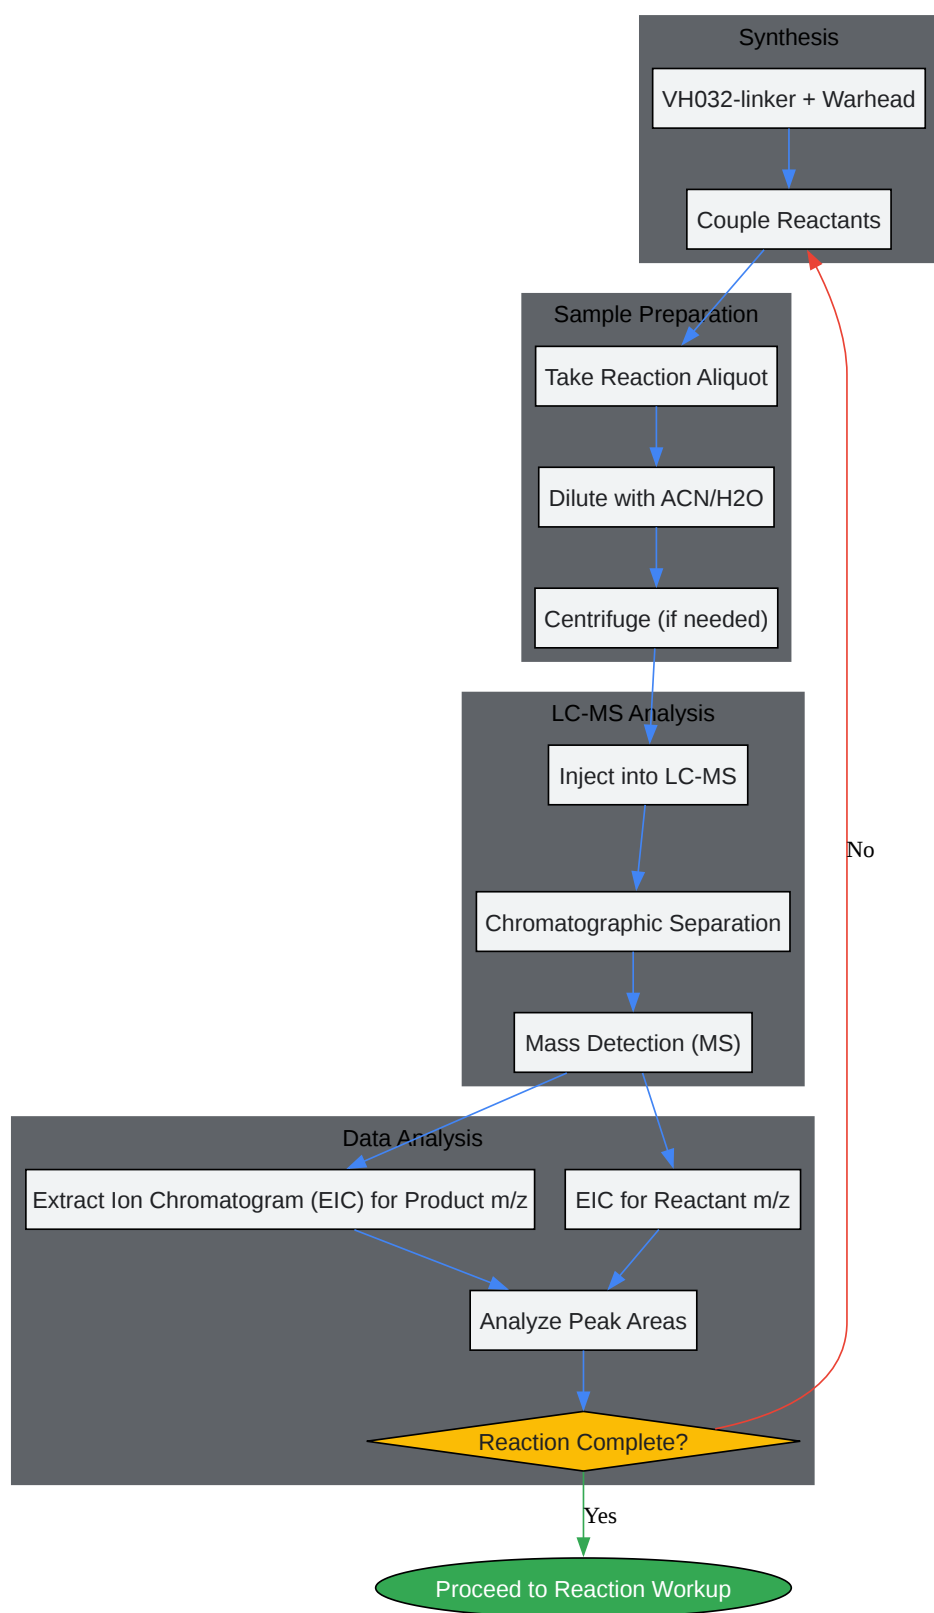 Synthesis
VH032-linker + Warhead
Couple Reactants
Sample Preparation
Take Reaction Aliquot
Dilute with ACN/H2O
Centrifuge (if needed)
LC-MS Analysis
Inject into LC-MS
No
Chromatographic Separation
Mass Detection (MS)
Data Analysis
Extract Ion Chromatogram (EIC) for Product m/z
EIC for Reactant m/z
Analyze Peak Areas
Reaction Complete?
Yes
Proceed to Reaction Workup